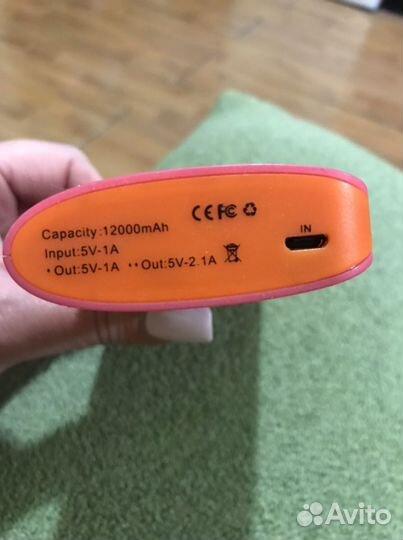 Capacity:12000mAh
Input:5V-1A
•Out:5V-1A ••Out:5V-2.1A
CE FC
IN
Avito